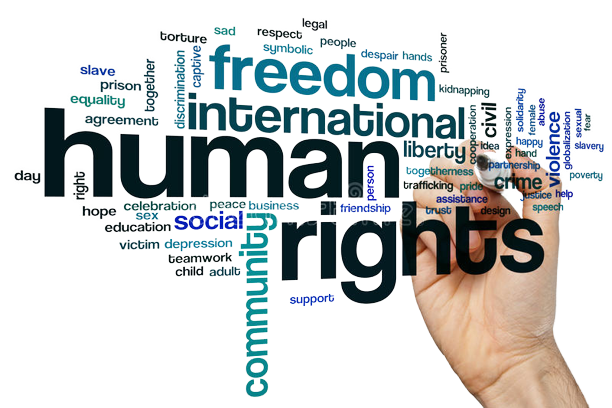 legal
sad
respect
torture
people
prisoner
symbolic
despair
hands
together
discrimination
captive
freedom
slave
prison
kidnapping
equality
international
cooperation
civil
expression
solidarity
female
abuse
violence
globalization
sexual
fear
agreement
happy
slavery
human
liberty
idea
hand
partnership
togetherness
poverty
day
right
person
trafficking
pride
crime
justice
help
assistance
hope
celebration
peace
business
friendship
trust
design
speech
sex
social
rights
education
community
victim
depression
teamwork
child
adult
support